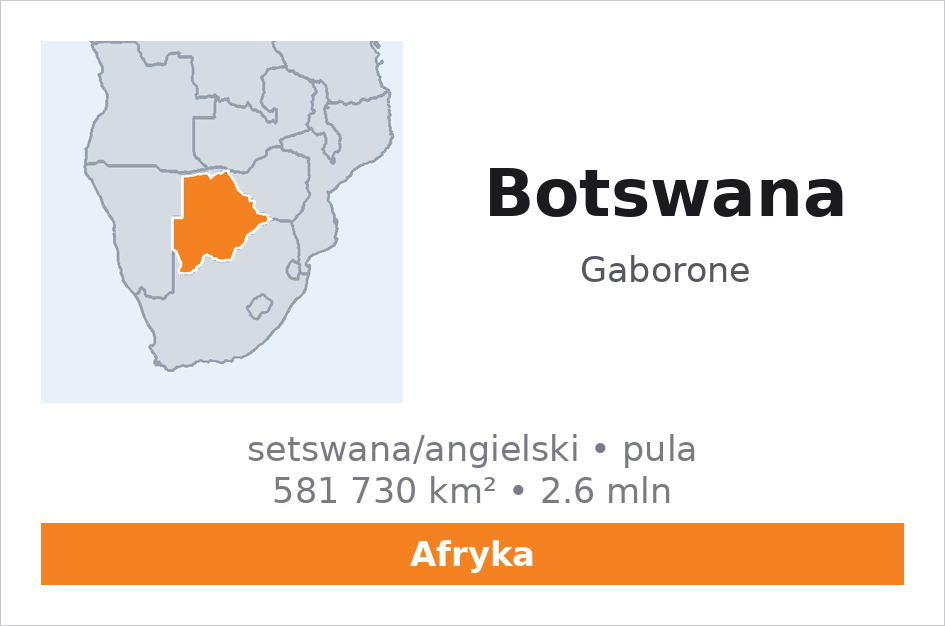 Botswana
Gaborone
setswana/angielski • pula
581 730 km² • 2.6 mln
Afryka